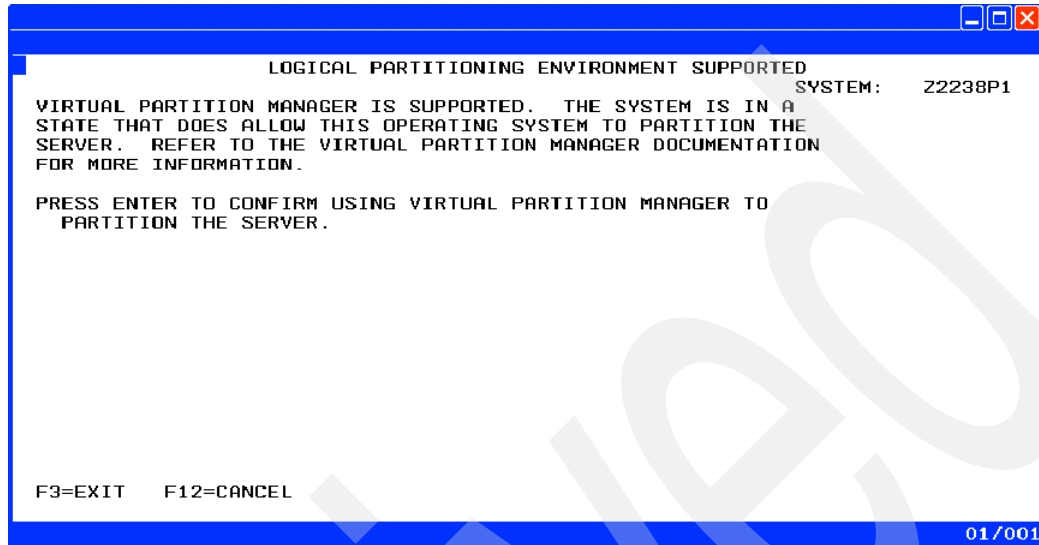 LOGICAL PARTITIONING ENVIRONMENT SUPPORTED
SYSTEM: Z2238P1
VIRTUAL PARTITION MANAGER IS SUPPORTED. THE SYSTEM IS IN A
STATE THAT DOES ALLOW THIS OPERATING SYSTEM TO PARTITION THE
SERVER. REFER TO THE VIRTUAL PARTITION MANAGER DOCUMENTATION
FOR MORE INFORMATION.
PRESS ENTER TO CONFIRM USING VIRTUAL PARTITION MANAGER TO
PARTITION THE SERVER.
F3=EXIT F12=CANCEL
01/001